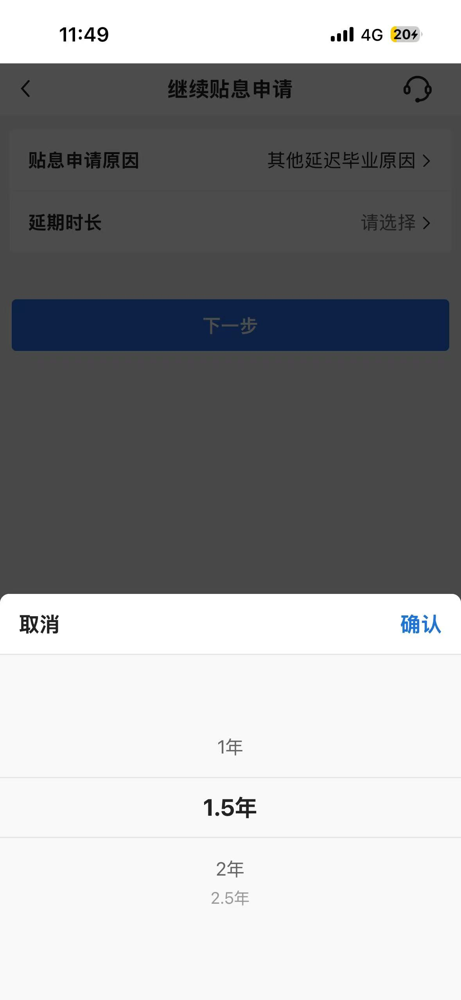 11:49 4G 20
继续贴息申请
贴息申请原因 其他延迟毕业原因
延期时长 请选择
下一步
取消 确认
1年
1.5年
2年
2.5年